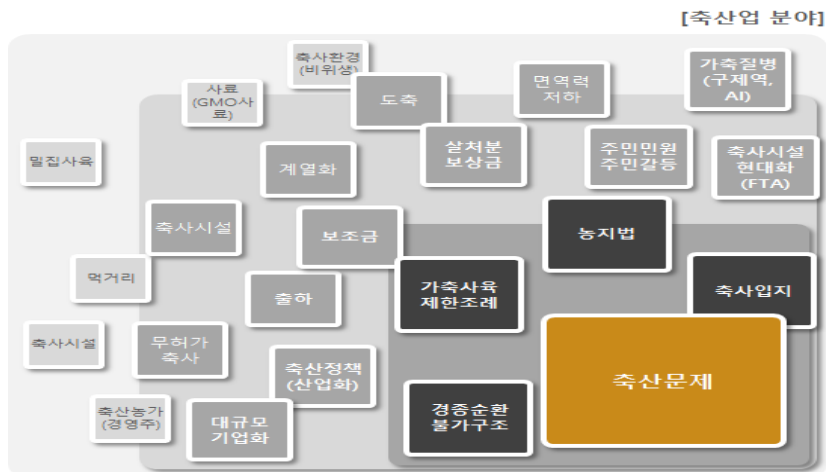 [축산업 분야]
축사환경
(비위생)
사료
(GMO사
료)
도축
면역력
저하
가축질병
(구제역,
AI)
밀집사육
계열화
살처분
보상금
주민민원
주민갈등
축사시설
현대화
(FTA)
축사시설
보조금
농지법
먹거리
출하
가축사육
제한조례
축사입지
축사시설
무허가
축사
축산정책
(산업화)
축산문제
축산농가
(경영주)
대규모
기업화
경종순환
불가구조